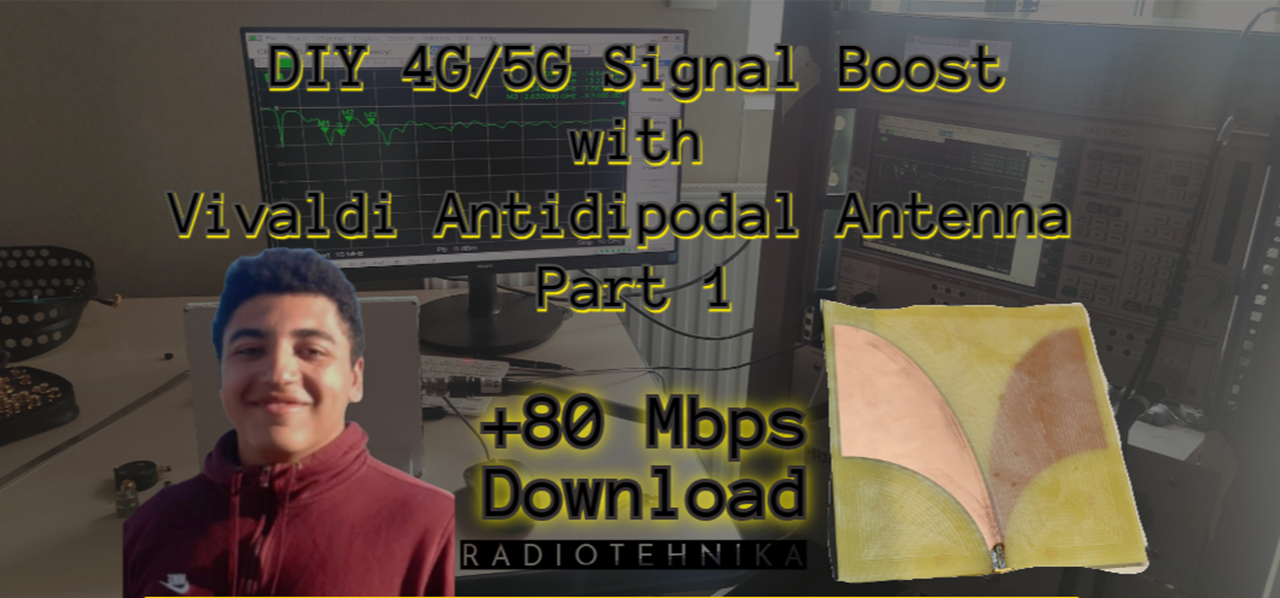 DIY 4G/5G Signal Boost
with
Vivaldi Antidipodal Antenna
Part 1
+80 Mbps
Download
RADIOTEHNIKA